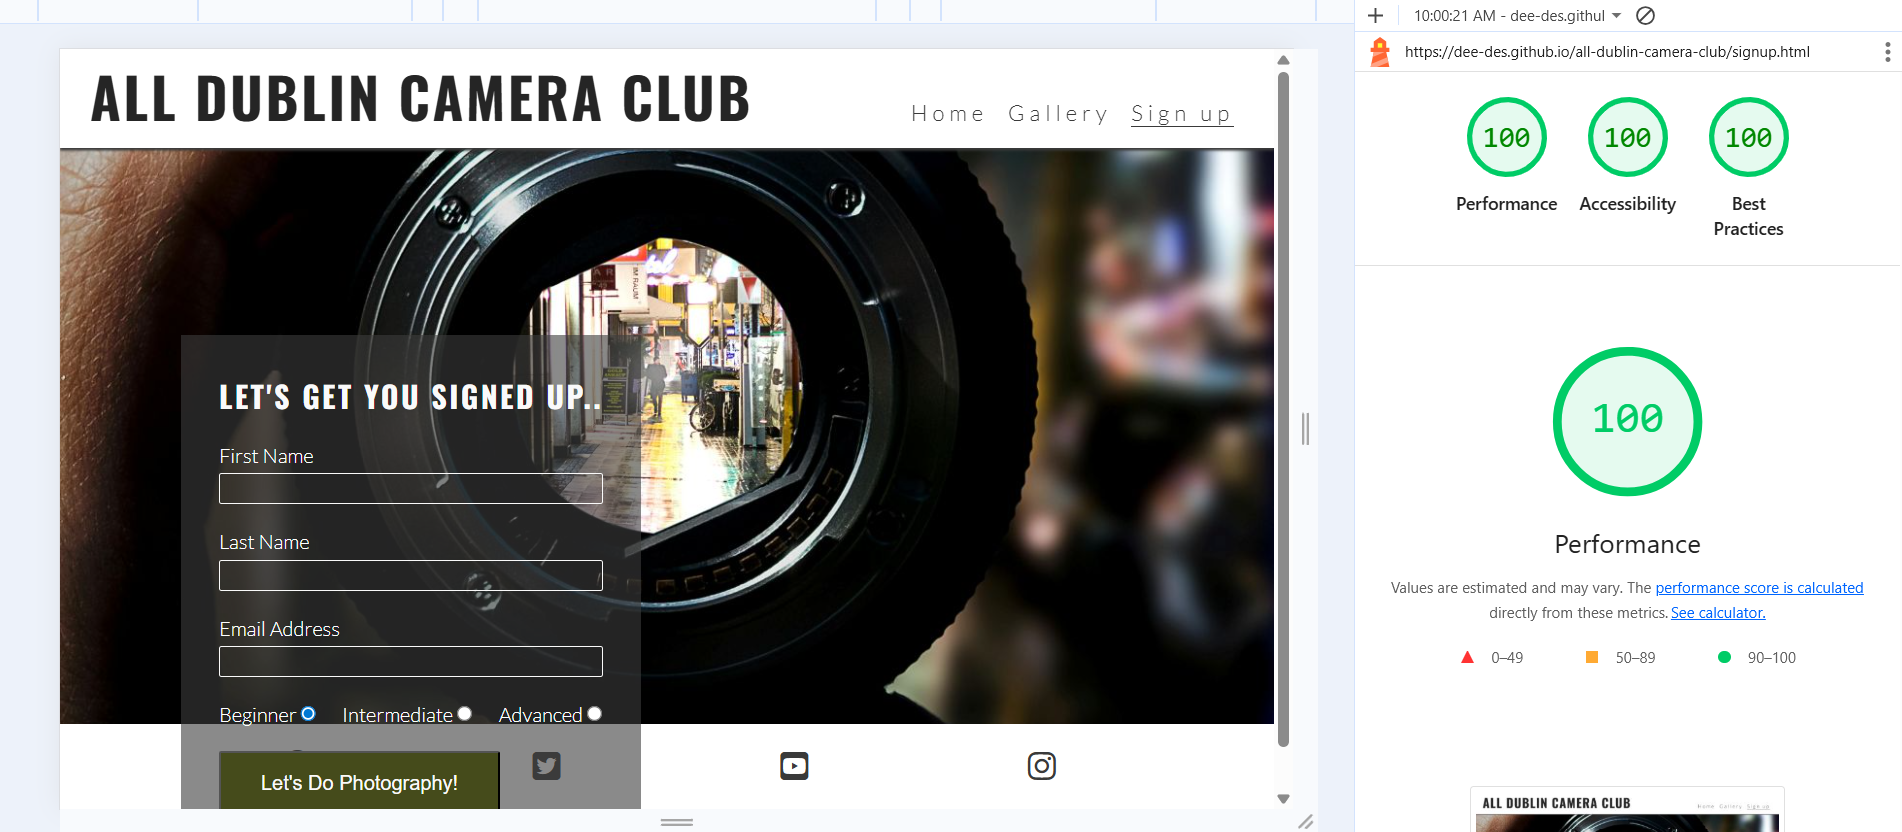 ALL DUBLIN CAMERA CLUB
Home Gallery Sign up
LET'S GET YOU SIGNED UP..
First Name
Last Name
Email Address
Beginner Intermediate Advanced
Let's Do Photography!
10:00:21 AM - dee-des.githul
https://dee-des.github.io/all-dublin-camera-club/signup.html
100 100 100
Performance Accessibility Best Practices
100
Performance
Values are estimated and may vary. The performance score is calculated
directly from these metrics. See calculator.
0–49 50–89 90–100
ALL DUBLIN CAMERA CLUB
Home Gallery Sign up